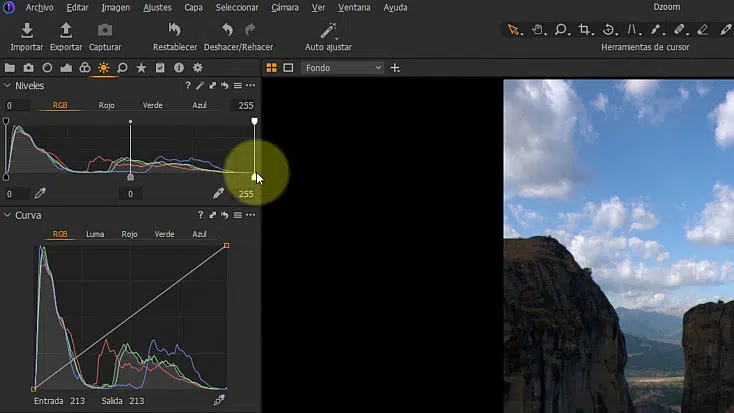 Archivo Editar Imagen Ajustes Capa Seleccionar Cámara Ver Ventana Ayuda Dzoom
Importar Exportar Capturar Restablecer Deshacer/Rehacer Auto ajustar Herramientas de cursor
Fondo
Niveles
0 RGB Rojo Verde Azul 255
0 0 255
Curva
RGB Luma Rojo Verde Azul
Entrada 213 Salida 213